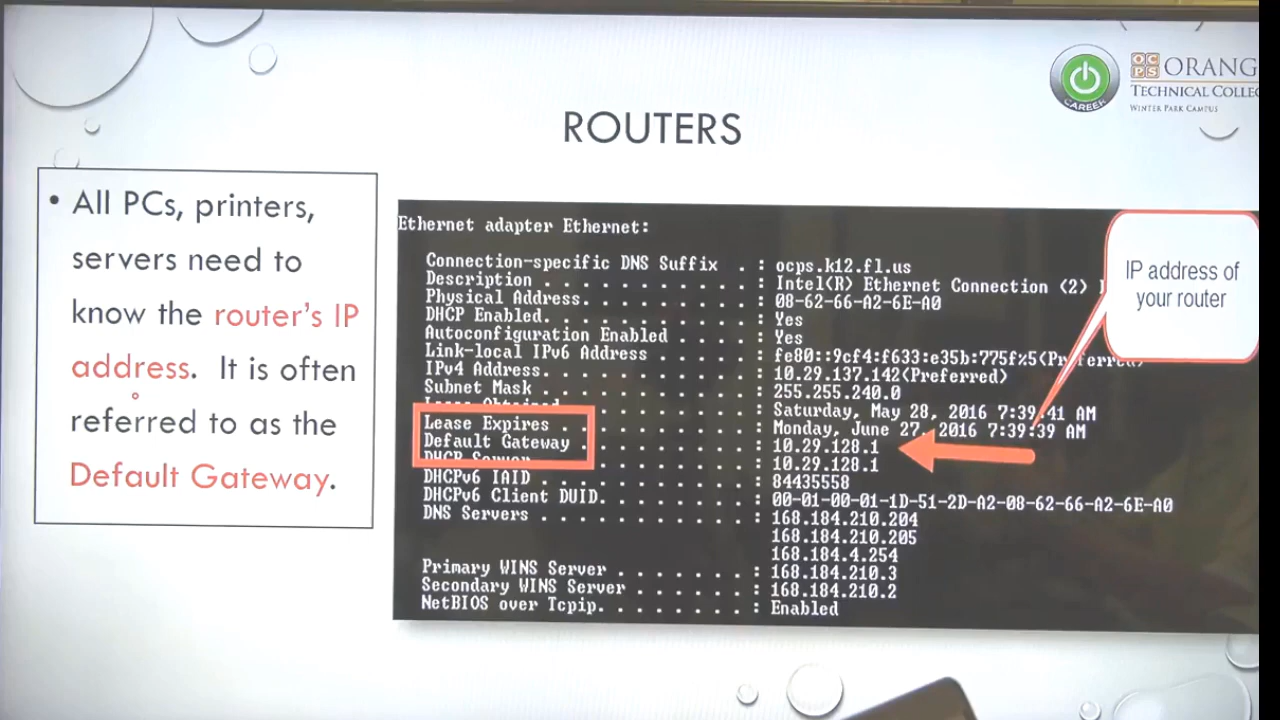 OCPS
ORANG
TECHNICAL COLLEG
WINTER PARK CAMPUS
CAREER
ROUTERS
• All PCs, printers,
servers need to
know the router's IP
address. It is often
referred to as the
Default Gateway.
Ethernet adapter Ethernet:
Connection-specific DNS Suffix . : ocps.k12.fl.us
Description . . . . . . . . . . . : Intel(R) Ethernet Connection (2)
Physical Address. . . . . . . . . : 08-62-66-A2-6E-A0
DHCP Enabled. . . . . . . . . . . : Yes
Autoconfiguration Enabled . . . . : Yes
Link-local IPv6 Address . . . . . : fe80::9cf4:f633:e35b:775f%5(Preferred)
IPv4 Address. . . . . . . . . . . : 10.29.137.142(Preferred)
Subnet Mask . . . . . . . . . . . : 255.255.240.0
Lease Obtained. . . . . . . . . . : Saturday, May 28, 2016 7:39:41 AM
Lease Expires . . . . . . . . . . : Monday, June 27, 2016 7:39:39 AM
Default Gateway . . . . . . . . . : 10.29.128.1
DHCP Server . . . . . . . . . . . : 10.29.128.1
DHCPv6 IAID . . . . . . . . . . . : 84435558
DHCPv6 Client DUID. . . . . . . . : 00-01-00-01-1D-51-2D-A2-08-62-66-A2-6E-A0
DNS Servers . . . . . . . . . . . : 168.184.210.204
168.184.210.205
168.184.4.254
Primary WINS Server . . . . . . . : 168.184.210.3
Secondary WINS Server . . . . . . : 168.184.210.2
NetBIOS over Tcpip. . . . . . . . : Enabled
IP address of
your router